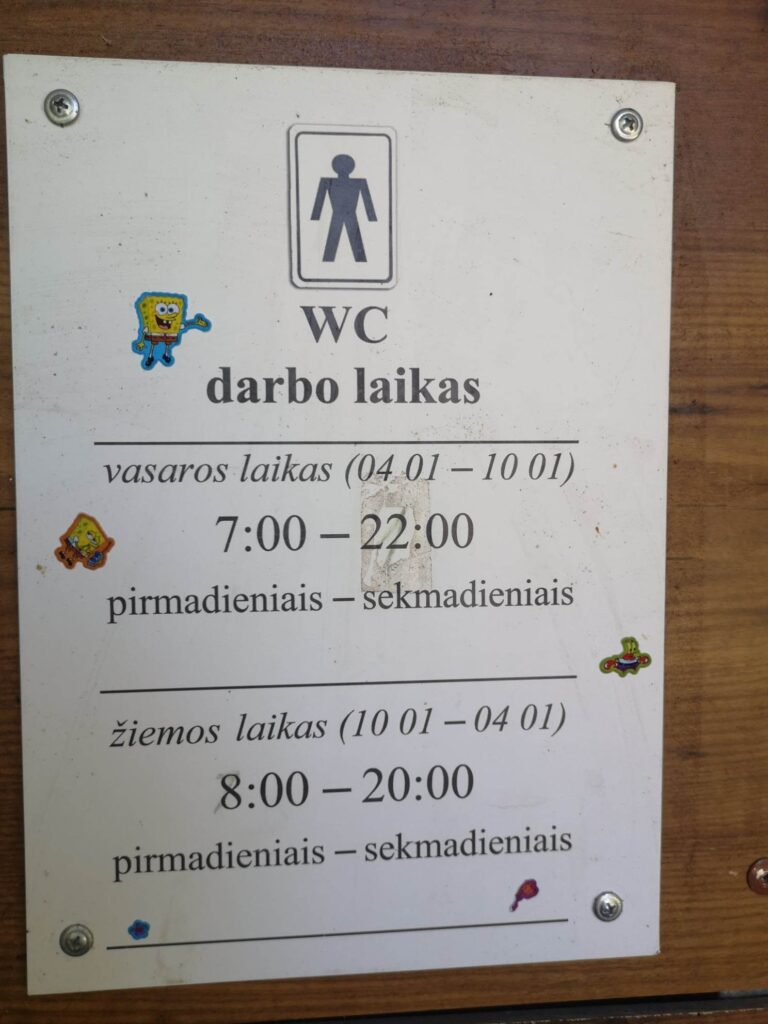 WC
darbo laikas
vasaros laikas (04 01 – 10 01)
7:00 – 22:00
pirmadieniais – sekmadieniais
žiemos laikas (10 01 – 04 01)
8:00 – 20:00
pirmadieniais – sekmadieniais